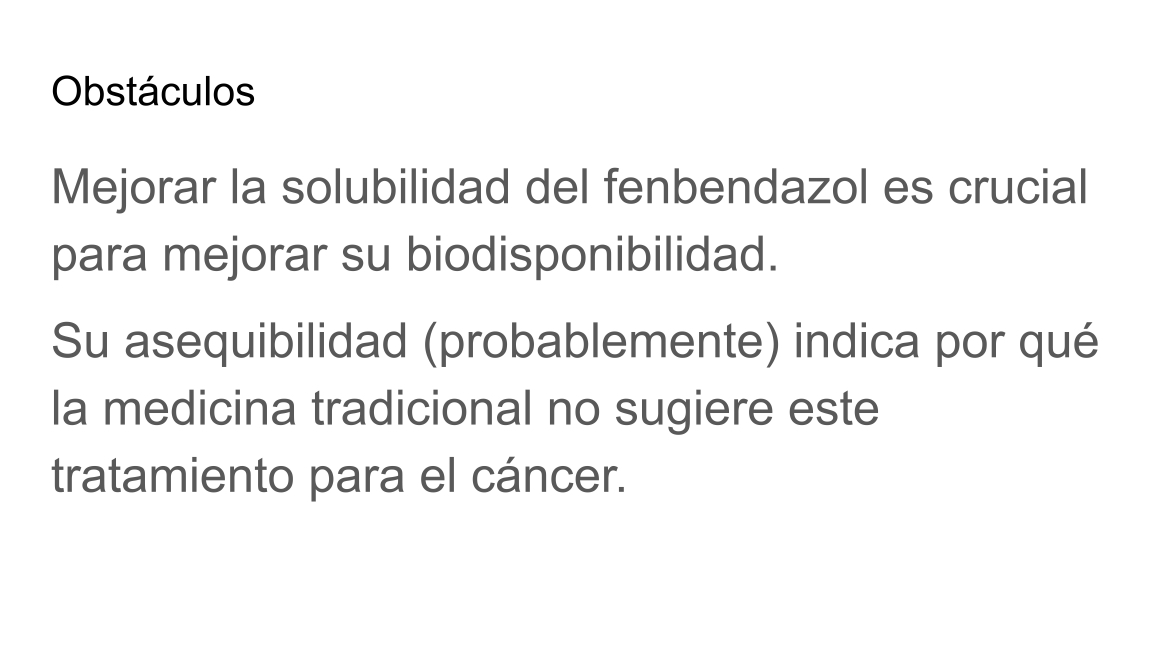 Obstáculos
Mejorar la solubilidad del fenbendazol es crucial
para mejorar su biodisponibilidad.
Su asequibilidad (probablemente) indica por qué
la medicina tradicional no sugiere este
tratamiento para el cáncer.